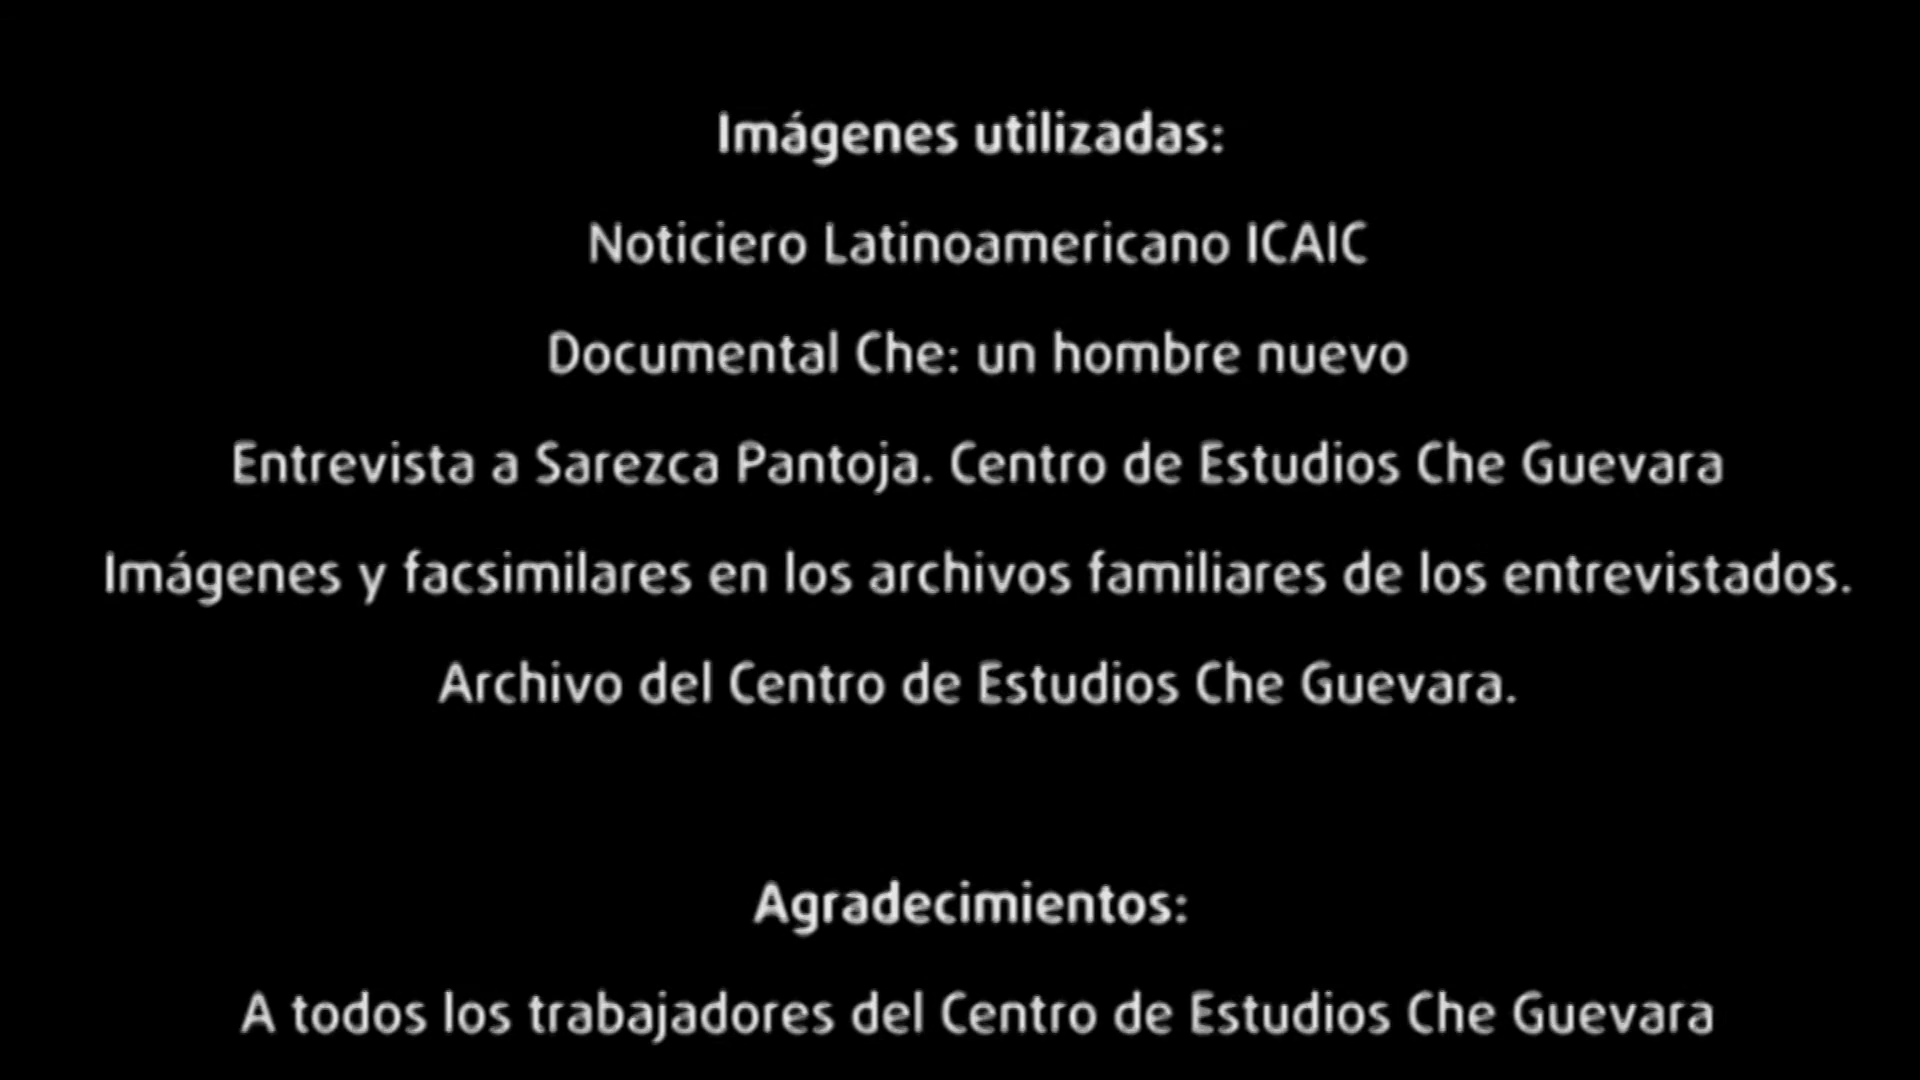 Imágenes utilizadas:
Noticiero Latinoamericano ICAIC
Documental Che: un hombre nuevo
Entrevista a Sarezca Pantoja. Centro de Estudios Che Guevara
Imágenes y facsimilares en los archivos familiares de los entrevistados.
Archivo del Centro de Estudios Che Guevara.
Agradecimientos:
A todos los trabajadores del Centro de Estudios Che Guevara